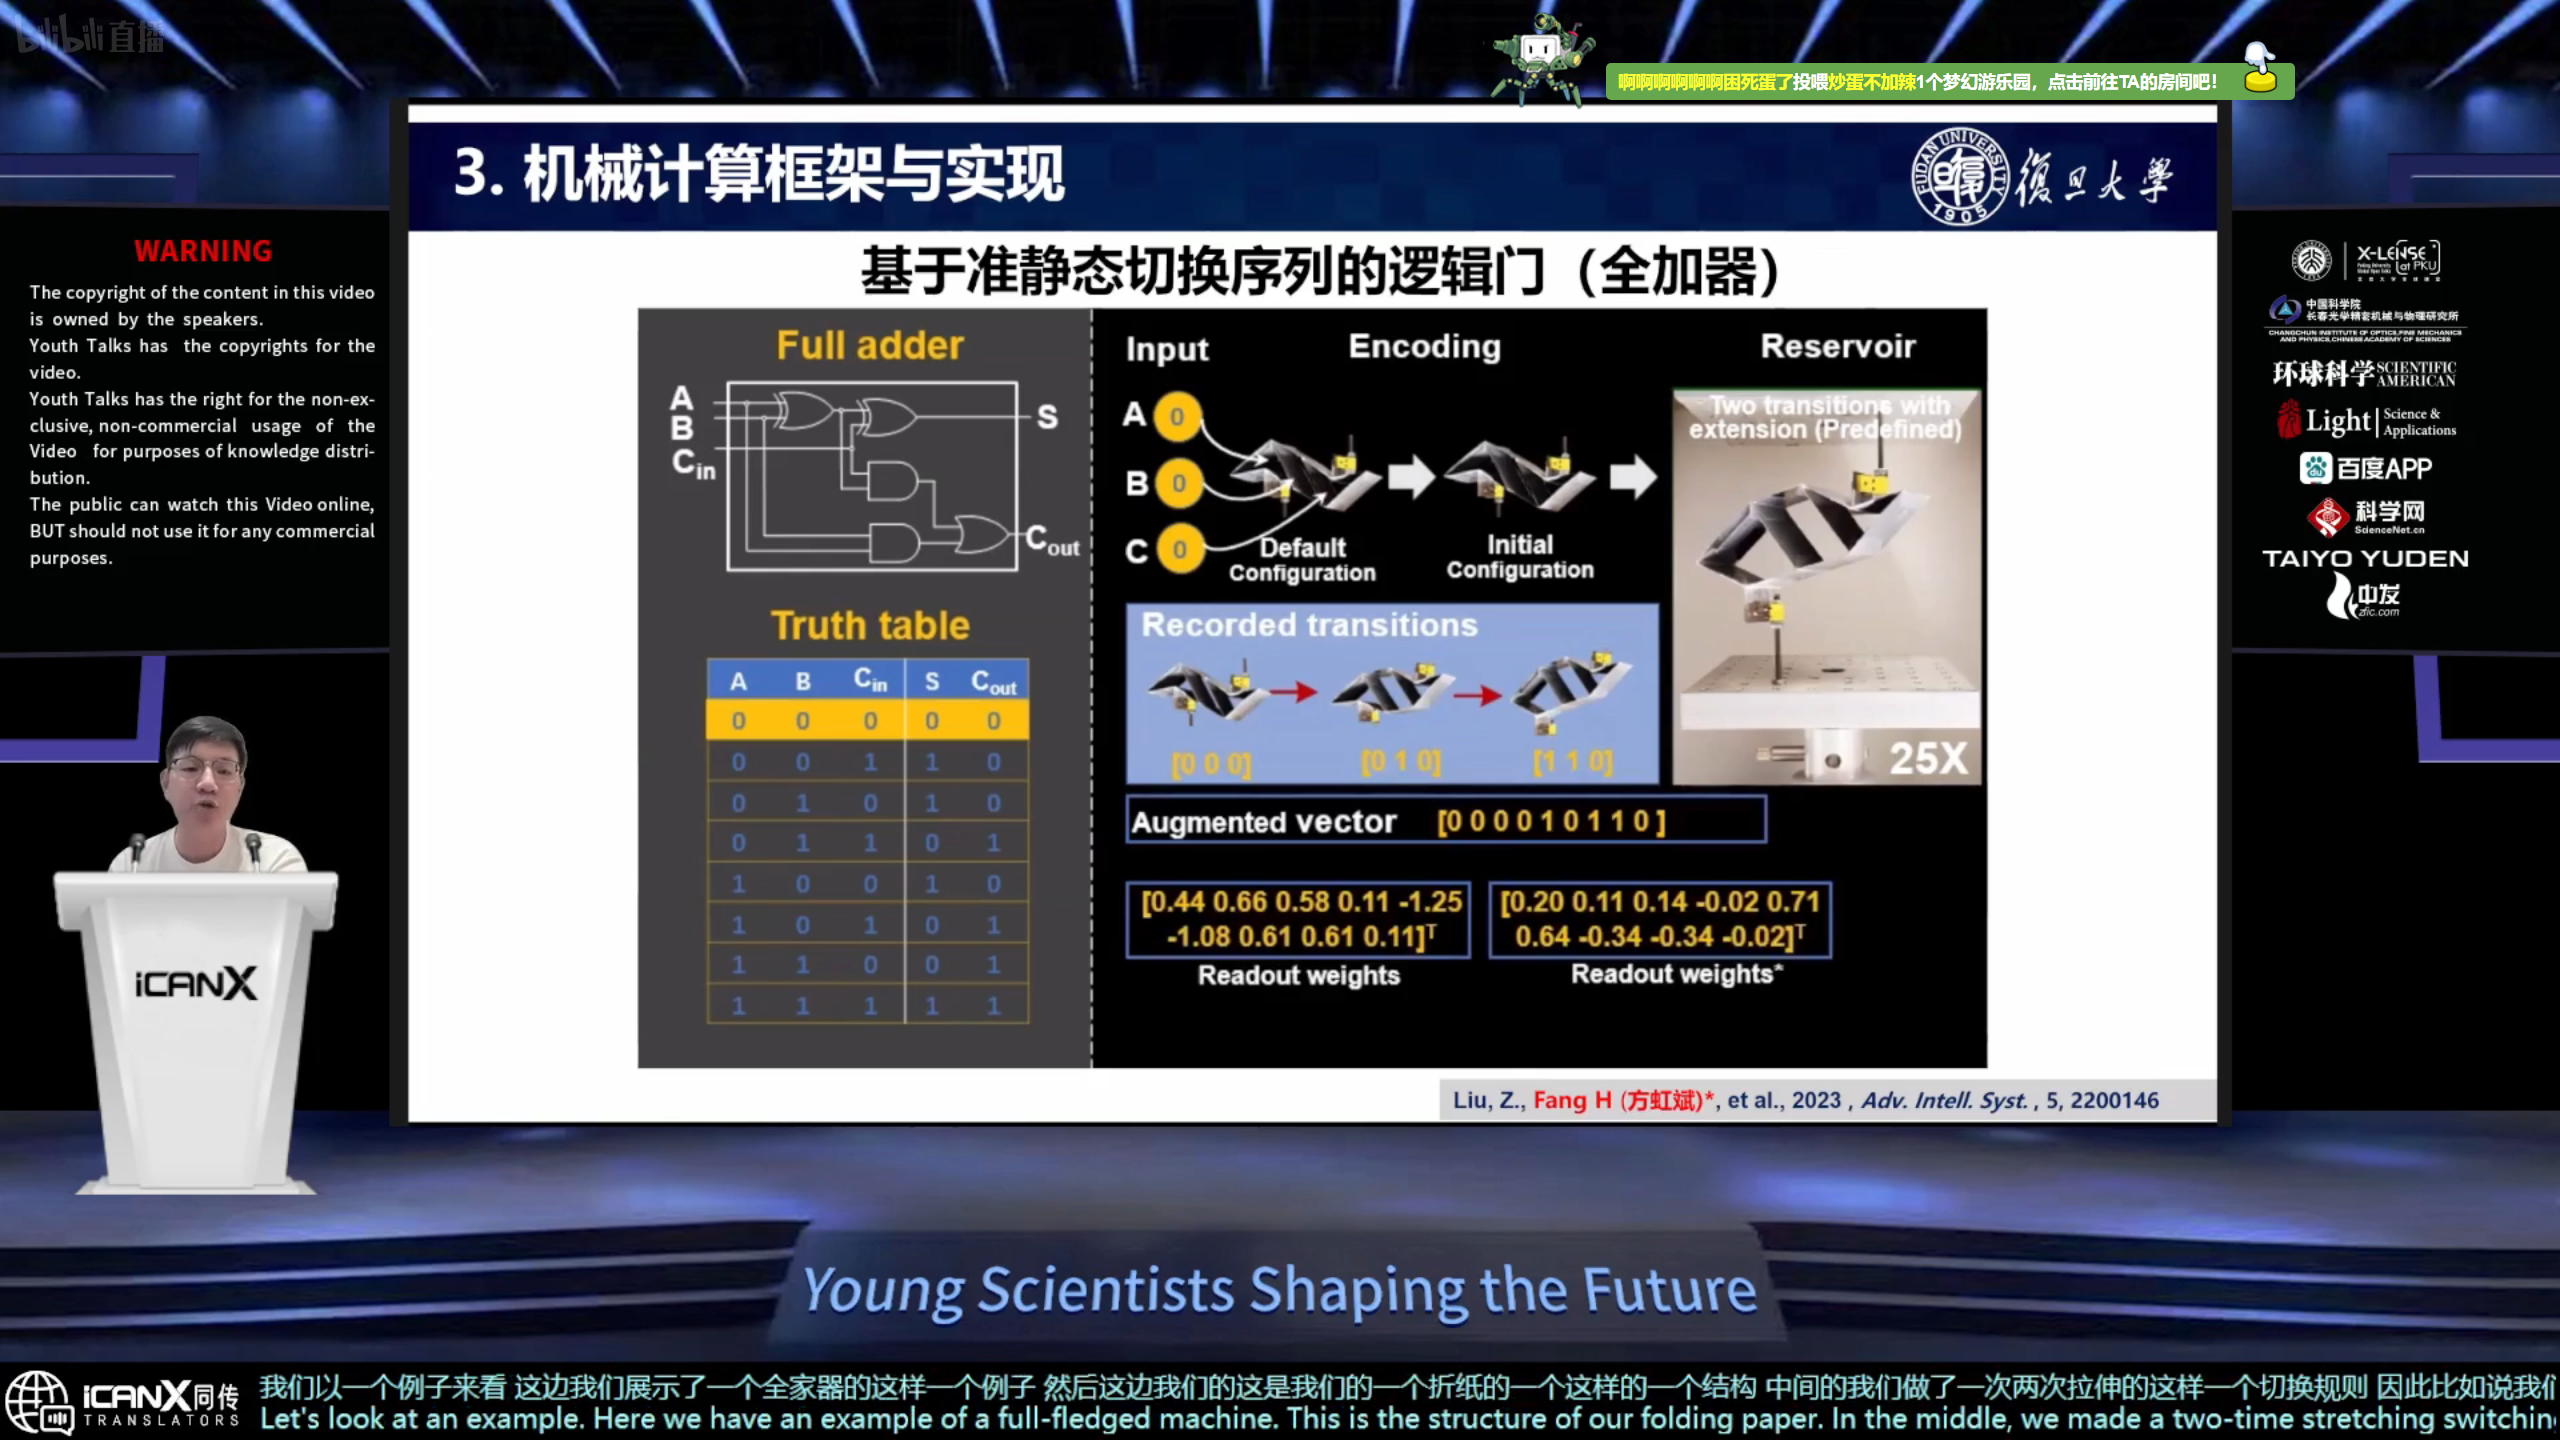 bilibili 直播
啊啊啊啊啊啊困死蛋了投喂炒蛋不加辣1个梦幻游乐园，点击前往TA的房间吧！
3. 机械计算框架与实现
FUDAN UNIVERSITY
1905
復旦大學
基于准静态切换序列的逻辑门（全加器）
WARNING
The copyright of the content in this video
is owned by the speakers.
Youth Talks has the copyrights for the
video.
Youth Talks has the right for the non-ex-
clusive, non-commercial usage of the
Video for purposes of knowledge distri-
bution.
The public can watch this Video online,
BUT should not use it for any commercial
purposes.
iCANX
Full adder
A
B
Cin
S
Cout
Truth table
A B Cin S Cout
0 0 0 0 0
0 0 1 1 0
0 1 0 1 0
0 1 1 0 1
1 0 0 1 0
1 0 1 0 1
1 1 0 0 1
1 1 1 1 1
Input
Encoding
Reservoir
A 0
B 0
C 0
Default
Configuration
Initial
Configuration
Two transitions with
extension (Predefined)
25X
Recorded transitions
[0 0 0]
[0 1 0]
[1 1 0]
Augmented vector [0 0 0 0 1 0 1 1 0 ]
[0.44 0.66 0.58 0.11 -1.25
-1.08 0.61 0.61 0.11]T
Readout weights
[0.20 0.11 0.14 -0.02 0.71
0.64 -0.34 -0.34 -0.02]T
Readout weights*
Liu, Z., Fang H (方虹斌)*, et al., 2023 , Adv. Intell. Syst. , 5, 2200146
X-LENSE
at PKU
中国科学院
长春光学精密机械与物理研究所
CHANGCHUN INSTITUTE OF OPTICS,FINE MECHANICS
AND PHYSICS,CHINESE ACADEMY OF SCIENCES
环球科学 SCIENTIFIC AMERICAN
Light | Science & Applications
du 百度APP
科学网
ScienceNet.cn
TAIYO YUDEN
中发
zfic.com
Young Scientists Shaping the Future
iCANX同传
TRANSLATORS
我们以一个例子来看 这边我们展示了一个全家器的这样一个例子 然后这边我们的这是我们的一个折纸的一个这样的一个结构 中间的我们做了一次两次拉伸的这样一个切换规则 因此比如说我们
Let's look at an example. Here we have an example of a full-fledged machine. This is the structure of our folding paper. In the middle, we made a two-time stretching switching